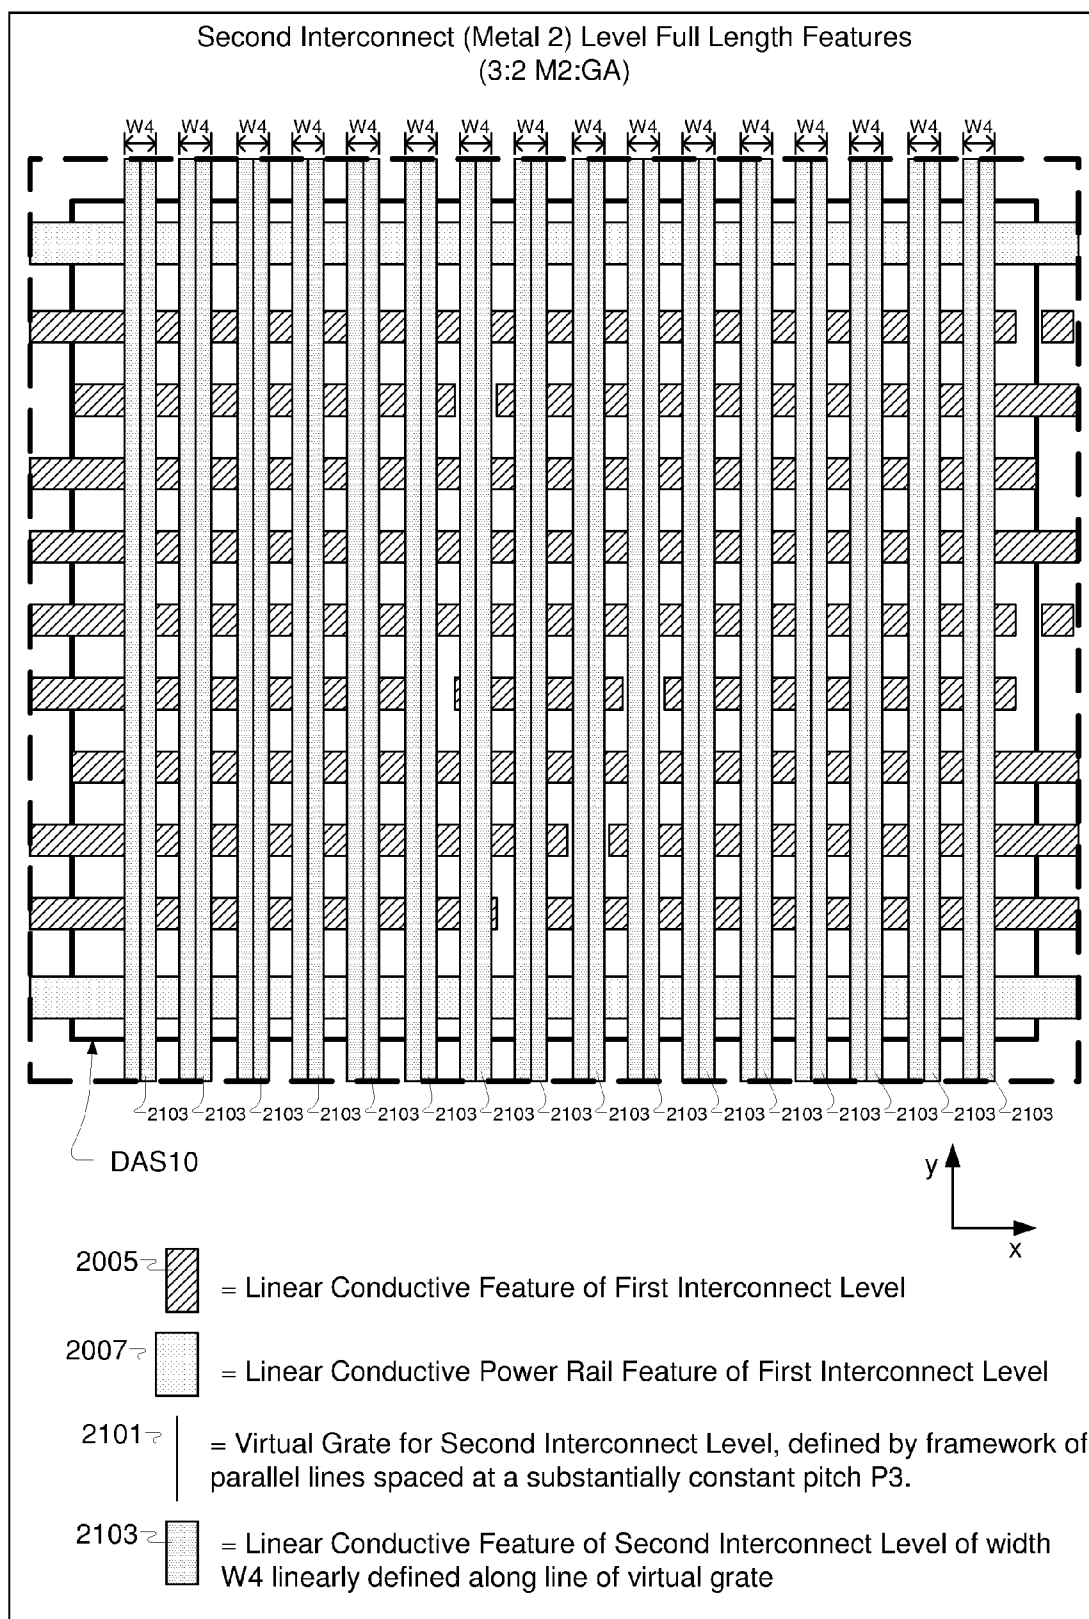 Second Interconnect (Metal 2) Level Full Length Features
(3:2 M2:GA)
W4 W4 W4 W4 W4 W4 W4 W4 W4 W4 W4 W4 W4 W4 W4 W4
2103 2103 2103 2103 2103 2103 2103 2103 2103 2103 2103 2103 2103 2103 2103 2103
DAS10
y
x
2005
= Linear Conductive Feature of First Interconnect Level
2007
= Linear Conductive Power Rail Feature of First Interconnect Level
2101
= Virtual Grate for Second Interconnect Level, defined by framework of
parallel lines spaced at a substantially constant pitch P3.
2103
= Linear Conductive Feature of Second Interconnect Level of width
W4 linearly defined along line of virtual grate